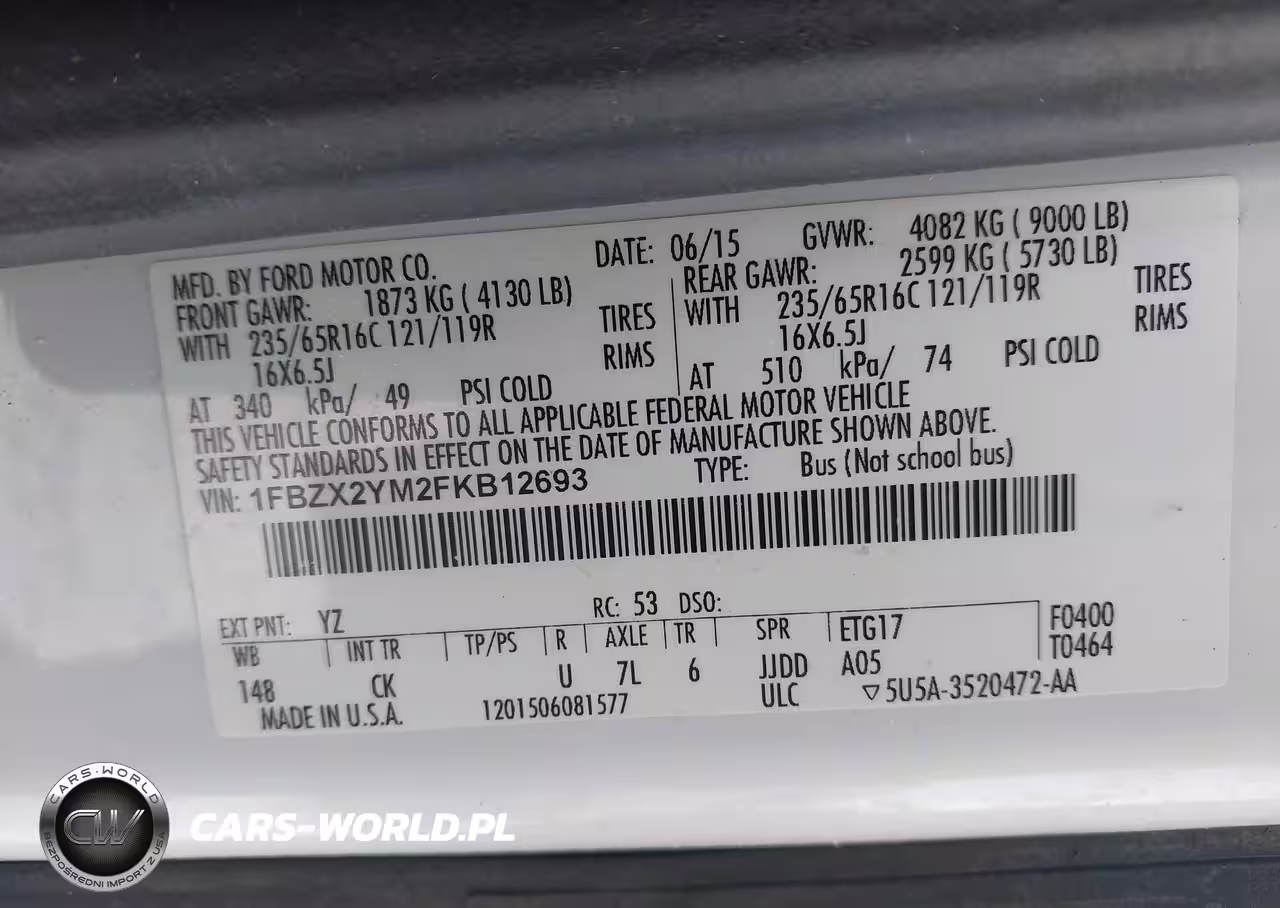 MFD. BY FORD MOTOR CO. DATE: 06/15 GVWR: 4082 KG ( 9000 LB)
FRONT GAWR: 1873 KG ( 4130 LB) REAR GAWR: 2599 KG ( 5730 LB)
WITH 235/65R16C 121/119R TIRES WITH 235/65R16C 121/119R TIRES
16X6.5J RIMS 16X6.5J RIMS
AT 340 kPa/ 49 PSI COLD AT 510 kPa/ 74 PSI COLD
THIS VEHICLE CONFORMS TO ALL APPLICABLE FEDERAL MOTOR VEHICLE
SAFETY STANDARDS IN EFFECT ON THE DATE OF MANUFACTURE SHOWN ABOVE.
VIN: 1FBZX2YM2FKB12693 TYPE: Bus (Not school bus)
EXT PNT: YZ RC: 53 DSO:
WB INT TR TP/PS R AXLE TR SPR ETG17 F0400
148 CK U 7L 6 JJDD A05 T0464
MADE IN U.S.A. 1201506081577 ULC ▽5U5A-3520472-AA
CARS-WORLD
CW
BEZPOŚREDNI IMPORT Z USA
CARS-WORLD.PL